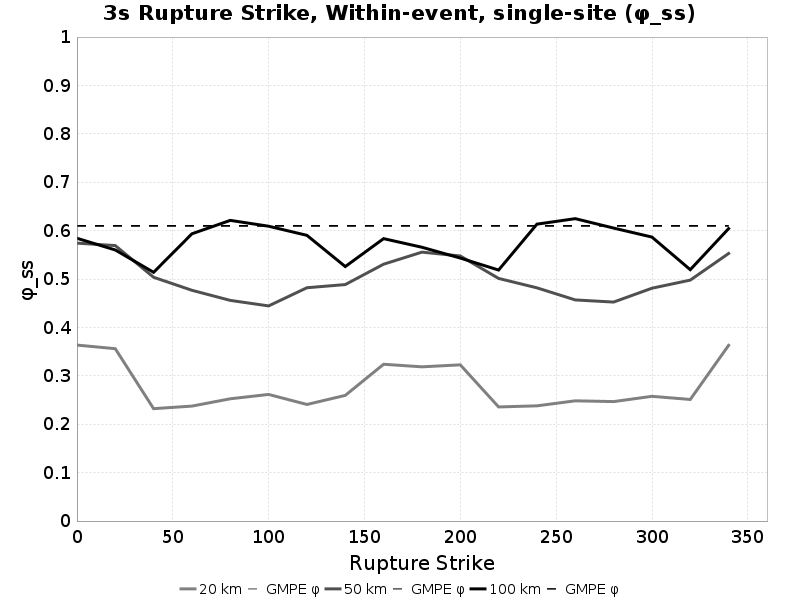 3s Rupture Strike, Within-event, single-site (φ_ss)
1
0.9
0.8
0.7
0.6
0.5
0.4
0.3
0.2
0.1
0
φ_ss
0 50 100 150 200 250 300 350
Rupture Strike
20 km GMPE φ 50 km GMPE φ 100 km GMPE φ